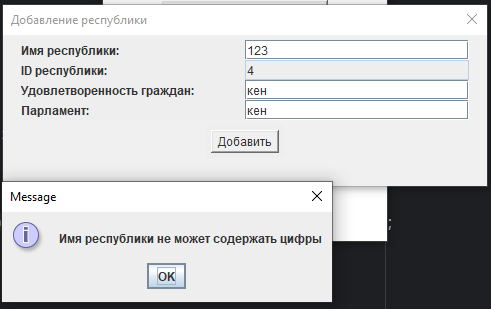 Добавление республики
Имя республики: 123
ID республики: 4
Удовлетворенность граждан: кен
Парламент: кен
Добавить
Message
Имя республики не может содержать цифры
OK
;